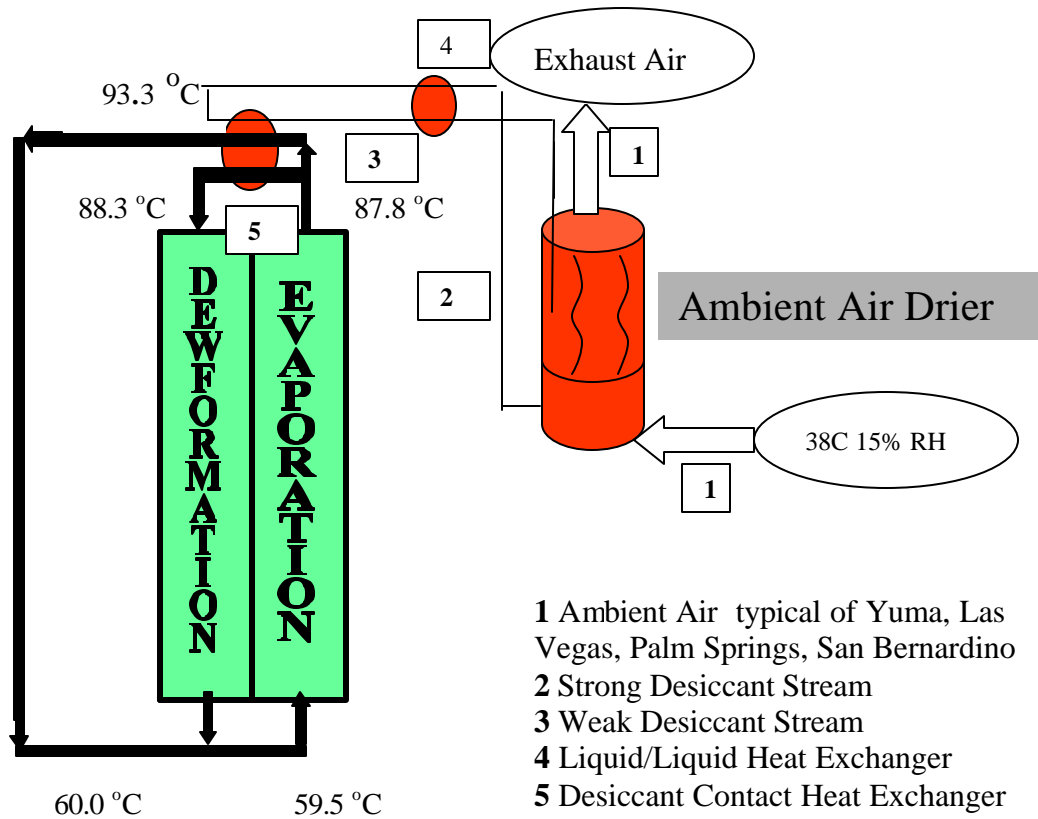 4
Exhaust Air
93.3 °C
3
1
88.3 °C
87.8 °C
5
DEWFORMATION
EVAPORATION
2
Ambient Air Drier
38C 15% RH
1
1 Ambient Air typical of Yuma, Las
Vegas, Palm Springs, San Bernardino
2 Strong Desiccant Stream
3 Weak Desiccant Stream
4 Liquid/Liquid Heat Exchanger
5 Desiccant Contact Heat Exchanger
60.0 °C
59.5 °C